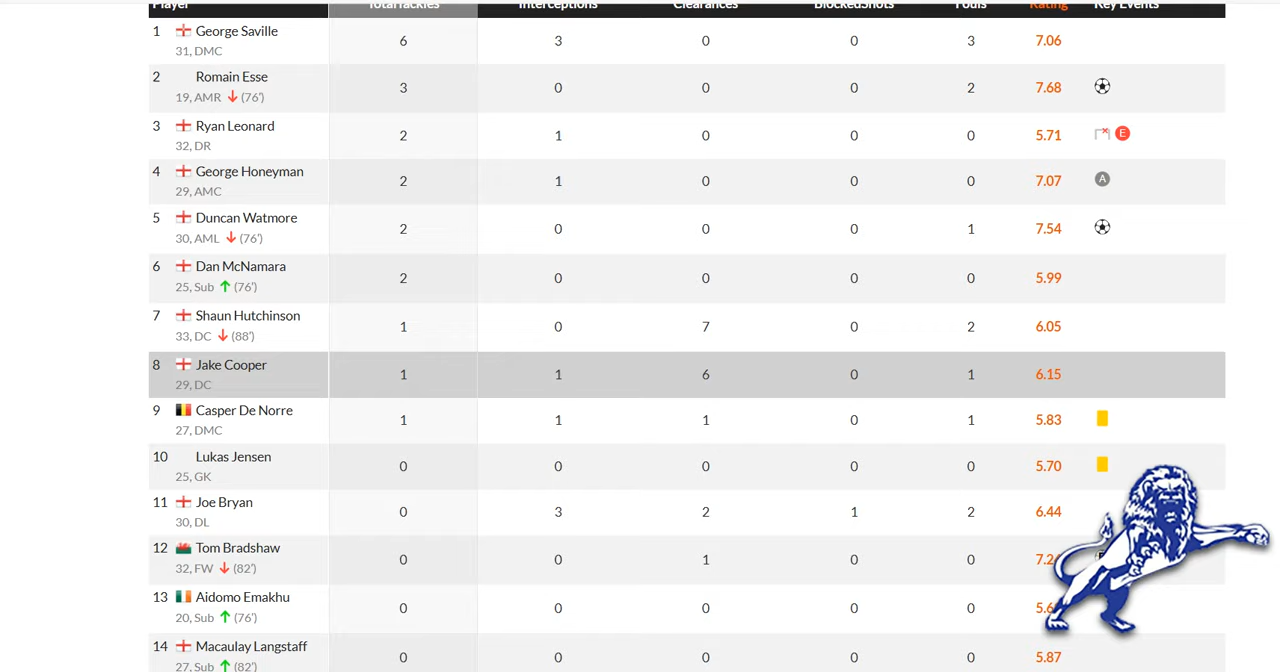 Player TotalTackles Interceptions Clearances BlockedShots Fouls Rating Key Events
1 George Saville 6 3 0 0 3 7.06
31, DMC
2 Romain Esse 3 0 0 0 2 7.68
19, AMR (76')
3 Ryan Leonard 2 1 0 0 0 5.71 E
32, DR
4 George Honeyman 2 1 0 0 0 7.07 A
29, AMC
5 Duncan Watmore 2 0 0 0 1 7.54
30, AML (76')
6 Dan McNamara 2 0 0 0 0 5.99
25, Sub (76')
7 Shaun Hutchinson 1 0 7 0 2 6.05
33, DC (88')
8 Jake Cooper 1 1 6 0 1 6.15
29, DC
9 Casper De Norre 1 1 1 0 1 5.83
27, DMC
10 Lukas Jensen 0 0 0 0 0 5.70
25, GK
11 Joe Bryan 0 3 2 1 2 6.44
30, DL
12 Tom Bradshaw 0 0 1 0 0
32, FW (82')
13 Aidomo Emakhu 0 0 0 0 0
20, Sub (76')
14 Macaulay Langstaff 0 0 0 0 0 5.87
27, Sub (82')